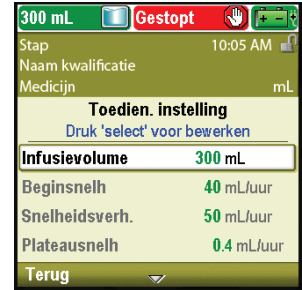 300 mL Gestopt
Stap 10:05 AM
Naam kwalificatie
Medicijn mL
Toedien. instelling
Druk 'select' voor bewerken
Infusievolume 300 mL
Beginsnelh 40 mL/uur
Snelheidsverh. 50 mL/uur
Plateausnelh 0.4 mL/uur
Terug